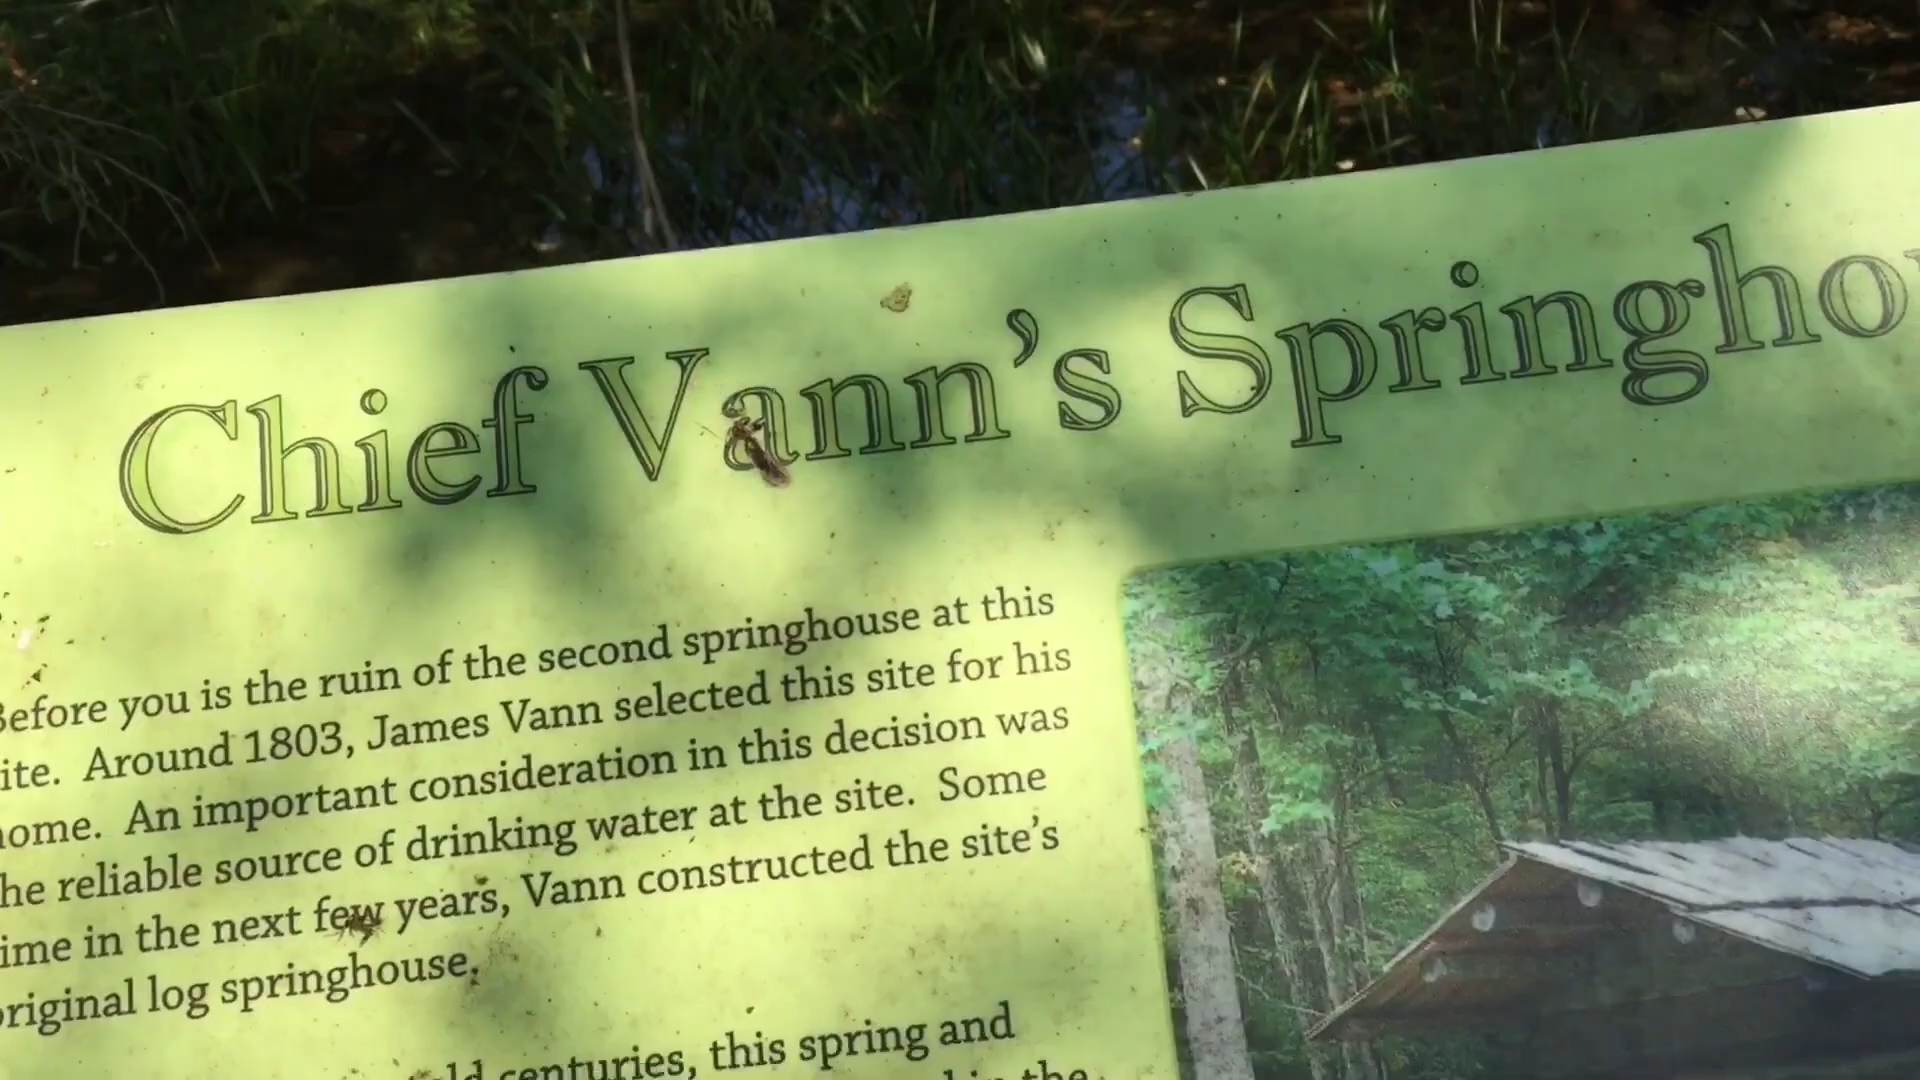 Chief Vann's Springho
Before you is the ruin of the second springhouse at this
ite. Around 1803, James Vann selected this site for his
ome. An important consideration in this decision was
he reliable source of drinking water at the site. Some
ime in the next few years, Vann constructed the site's
original log springhouse.
centuries, this spring and
the